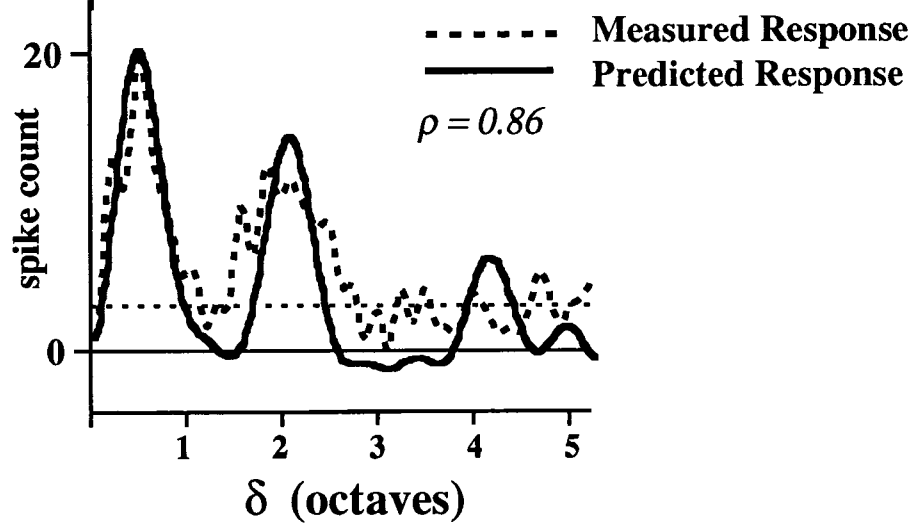 Measured Response
Predicted Response
ρ = 0.86
20
0
spike count
1 2 3 4 5
δ (octaves)